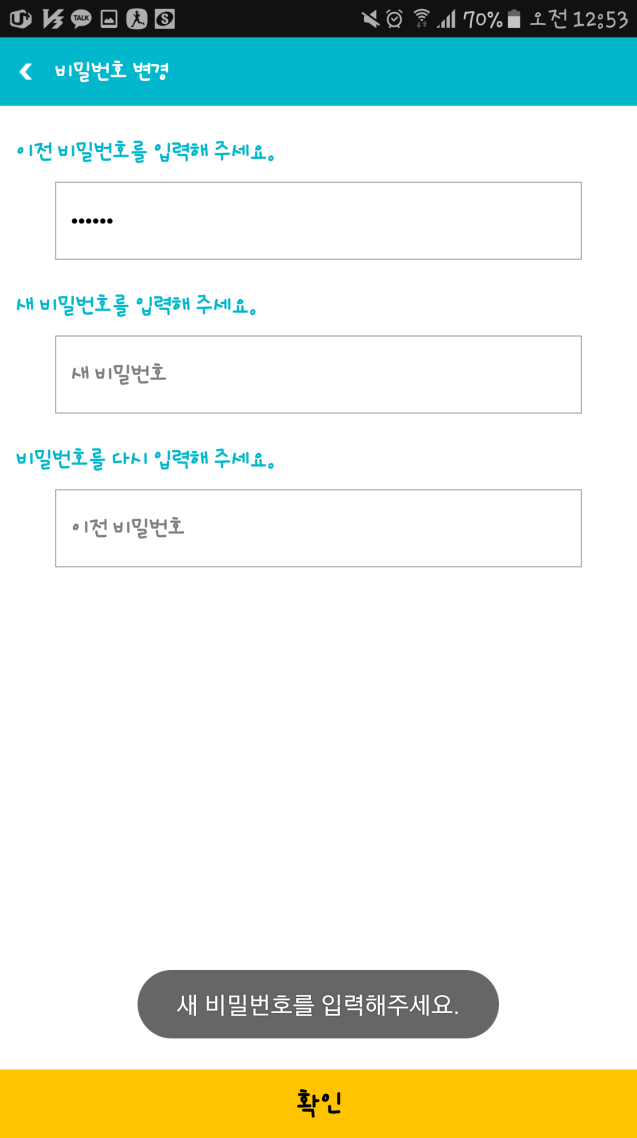 TALK
S
70%
오전 12:53
비밀번호 변경
이전 비밀번호를 입력해 주세요.
••••••
새 비밀번호를 입력해 주세요.
새 비밀번호
비밀번호를 다시 입력해 주세요.
이전 비밀번호
새 비밀번호를 입력해주세요.
확인